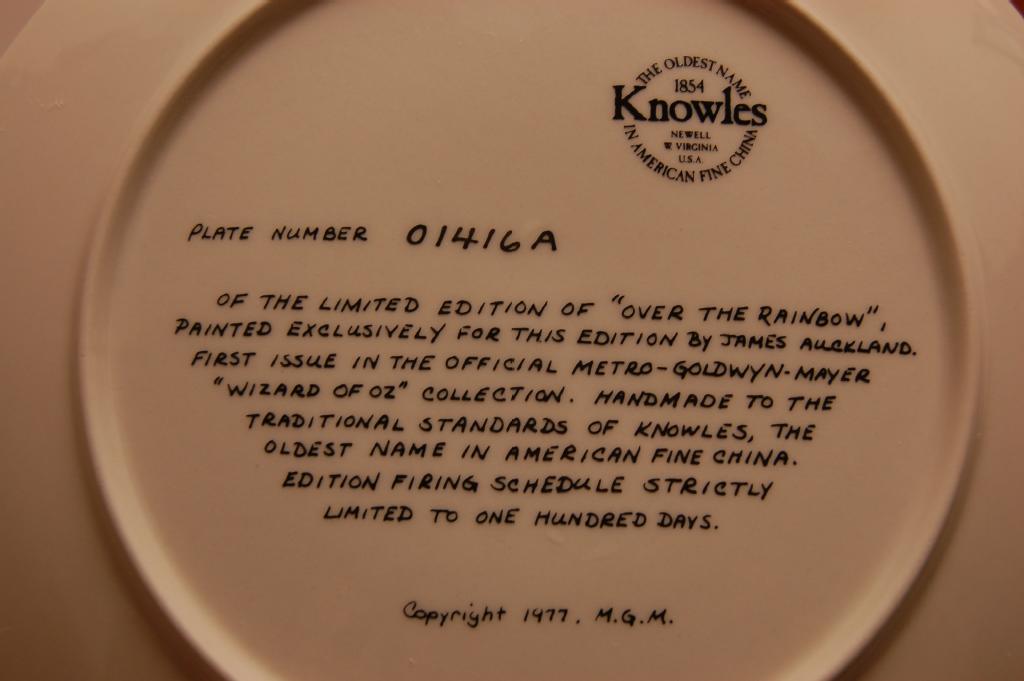 THE OLDEST NAME
1854
Knowles
NEWELL
W VIRGINIA
U.S.A.
IN AMERICAN FINE CHINA
PLATE NUMBER 01416A
OF THE LIMITED EDITION OF "OVER THE RAINBOW",
PAINTED EXCLUSIVELY FOR THIS EDITION BY JAMES AUCKLAND.
FIRST ISSUE IN THE OFFICIAL METRO-GOLDWYN-MAYER
"WIZARD OF OZ" COLLECTION. HANDMADE TO THE
TRADITIONAL STANDARDS OF KNOWLES, THE
OLDEST NAME IN AMERICAN FINE CHINA.
EDITION FIRING SCHEDULE STRICTLY
LIMITED TO ONE HUNDRED DAYS.
Copyright 1977. M.G.M.